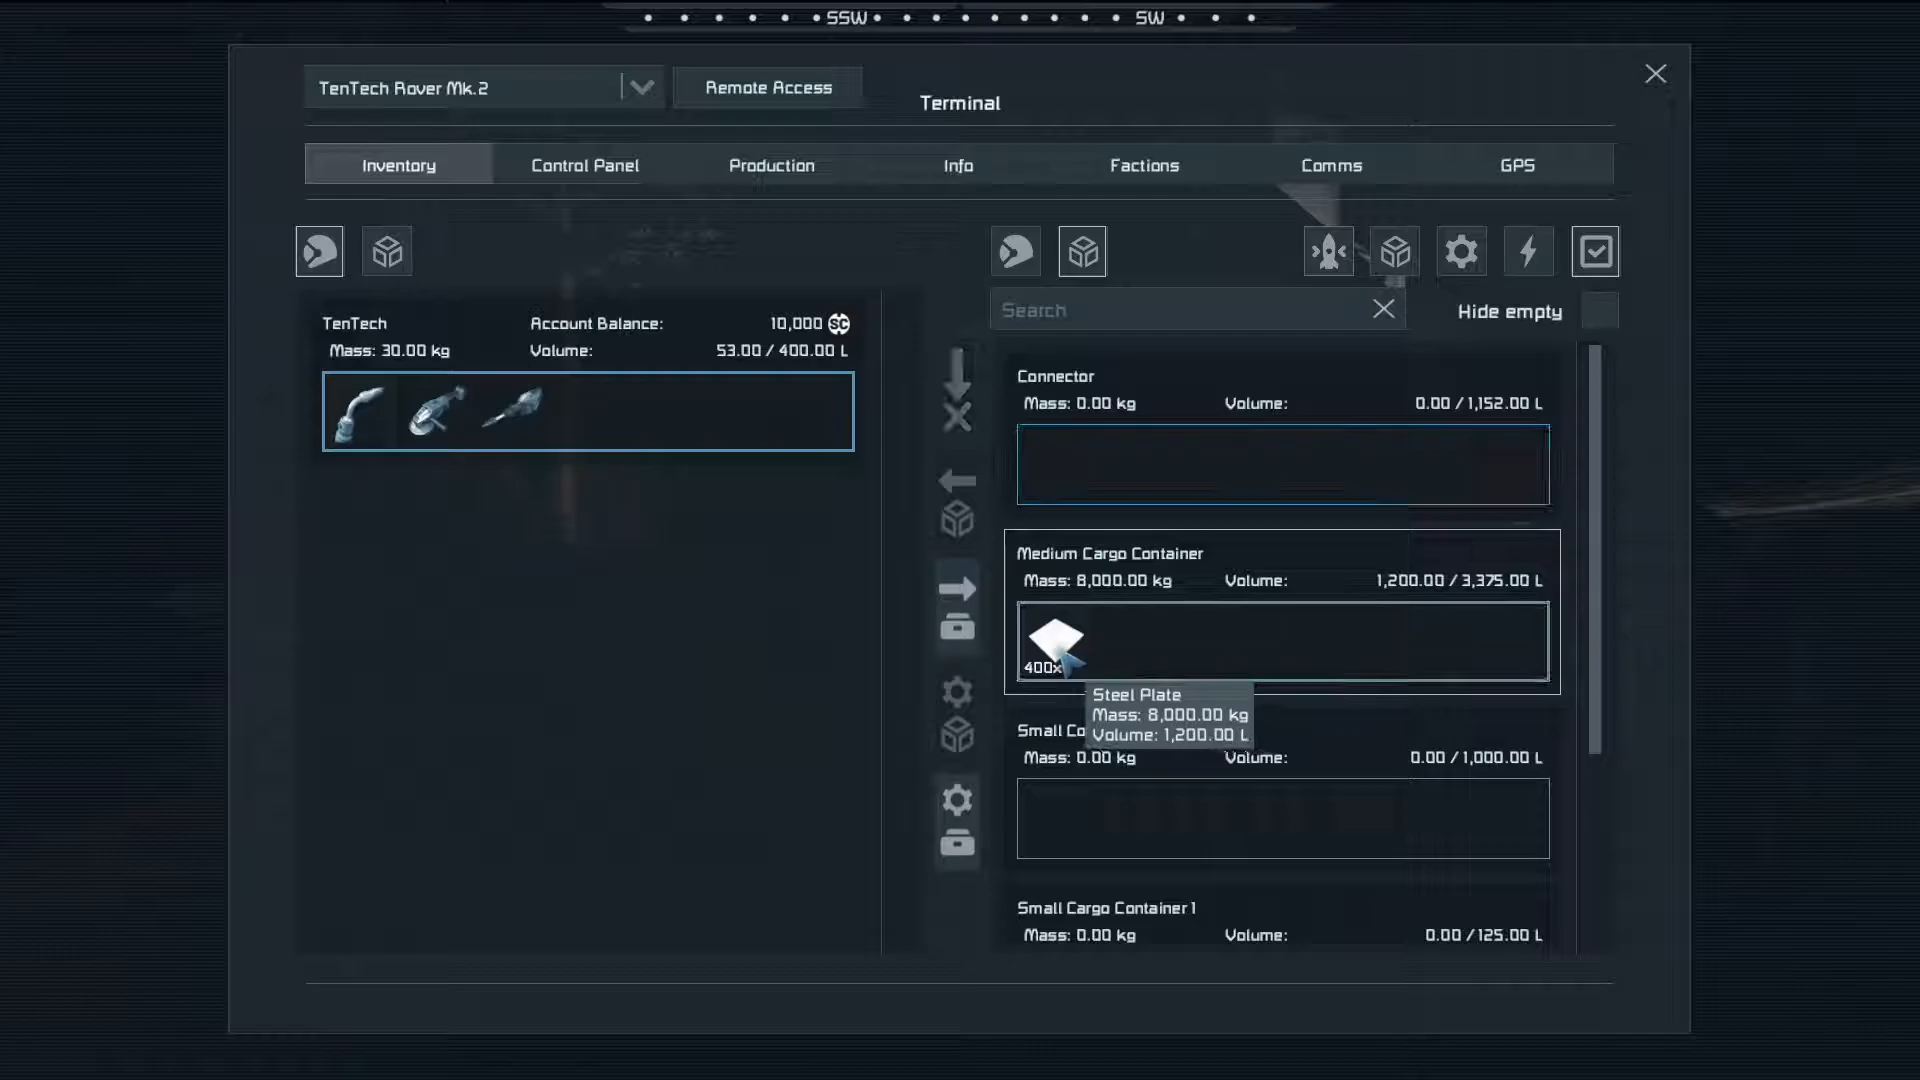 SSW SW
TenTech Rover Mk.2
Remote Access
Terminal
Inventory Control Panel Production Info Factions Comms GPS
TenTech Account Balance: 10,000 SC
Mass: 30.00 kg Volume: 53.00 / 400.00 L
Search
Hide empty
Connector
Mass: 0.00 kg Volume: 0.00 / 1,152.00 L
Medium Cargo Container
Mass: 8,000.00 kg Volume: 1,200.00 / 3,375.00 L
400x
Steel Plate
Mass: 8,000.00 kg
Volume: 1,200.00 L
Small
Mass: 0.00 kg Volume: 0.00 / 1,000.00 L
Small Cargo Container 1
Mass: 0.00 kg Volume: 0.00 / 125.00 L